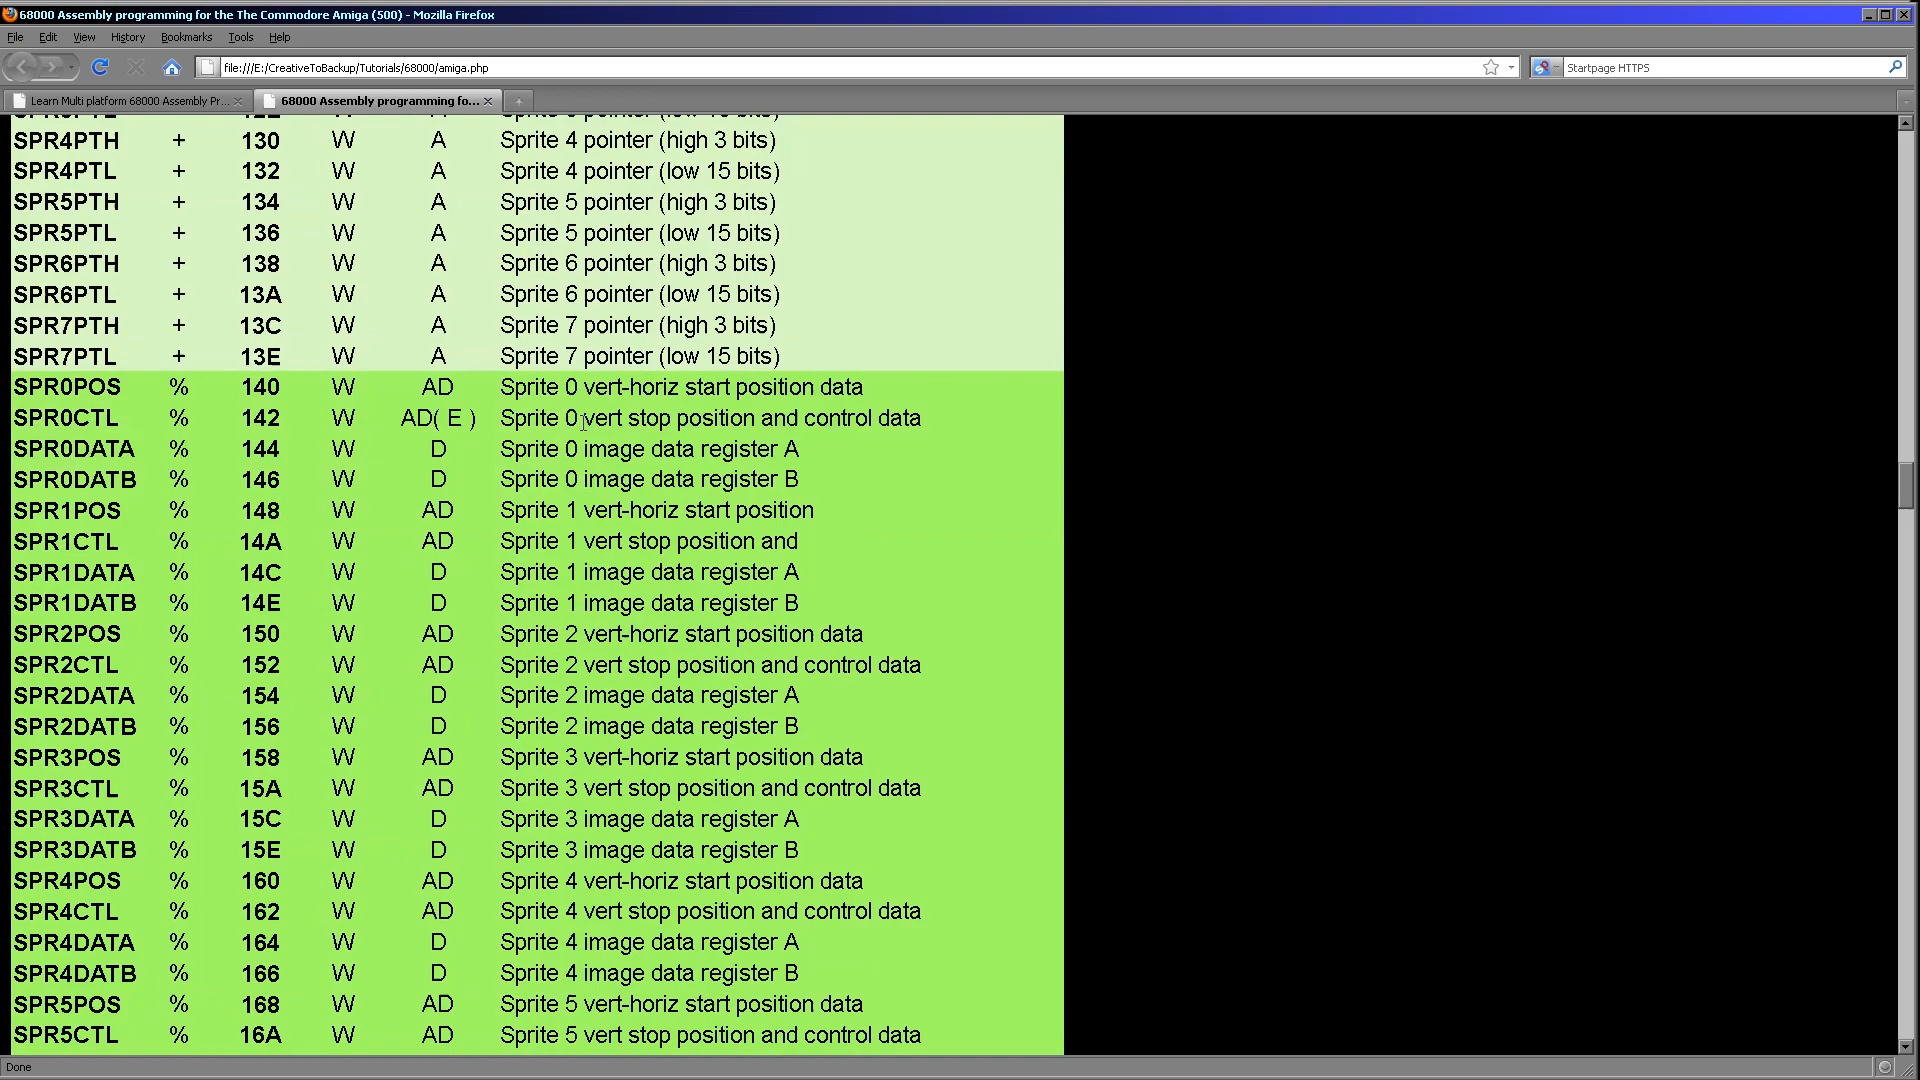 68000 Assembly programming for the The Commodore Amiga (500) - Mozilla Firefox
File Edit View History Bookmarks Tools Help
file:///E:/CreativeToBackup/Tutorials/68000/amiga.php
Startpage HTTPS
Learn Multi platform 68000 Assembly Pr...
68000 Assembly programming fo...
SPR4PTH + 130 W A Sprite 4 pointer (high 3 bits)
SPR4PTL + 132 W A Sprite 4 pointer (low 15 bits)
SPR5PTH + 134 W A Sprite 5 pointer (high 3 bits)
SPR5PTL + 136 W A Sprite 5 pointer (low 15 bits)
SPR6PTH + 138 W A Sprite 6 pointer (high 3 bits)
SPR6PTL + 13A W A Sprite 6 pointer (low 15 bits)
SPR7PTH + 13C W A Sprite 7 pointer (high 3 bits)
SPR7PTL + 13E W A Sprite 7 pointer (low 15 bits)
SPR0POS % 140 W AD Sprite 0 vert-horiz start position data
SPR0CTL % 142 W AD( E ) Sprite 0 vert stop position and control data
SPR0DATA % 144 W D Sprite 0 image data register A
SPR0DATB % 146 W D Sprite 0 image data register B
SPR1POS % 148 W AD Sprite 1 vert-horiz start position
SPR1CTL % 14A W AD Sprite 1 vert stop position and
SPR1DATA % 14C W D Sprite 1 image data register A
SPR1DATB % 14E W D Sprite 1 image data register B
SPR2POS % 150 W AD Sprite 2 vert-horiz start position data
SPR2CTL % 152 W AD Sprite 2 vert stop position and control data
SPR2DATA % 154 W D Sprite 2 image data register A
SPR2DATB % 156 W D Sprite 2 image data register B
SPR3POS % 158 W AD Sprite 3 vert-horiz start position data
SPR3CTL % 15A W AD Sprite 3 vert stop position and control data
SPR3DATA % 15C W D Sprite 3 image data register A
SPR3DATB % 15E W D Sprite 3 image data register B
SPR4POS % 160 W AD Sprite 4 vert-horiz start position data
SPR4CTL % 162 W AD Sprite 4 vert stop position and control data
SPR4DATA % 164 W D Sprite 4 image data register A
SPR4DATB % 166 W D Sprite 4 image data register B
SPR5POS % 168 W AD Sprite 5 vert-horiz start position data
SPR5CTL % 16A W AD Sprite 5 vert stop position and control data
Done